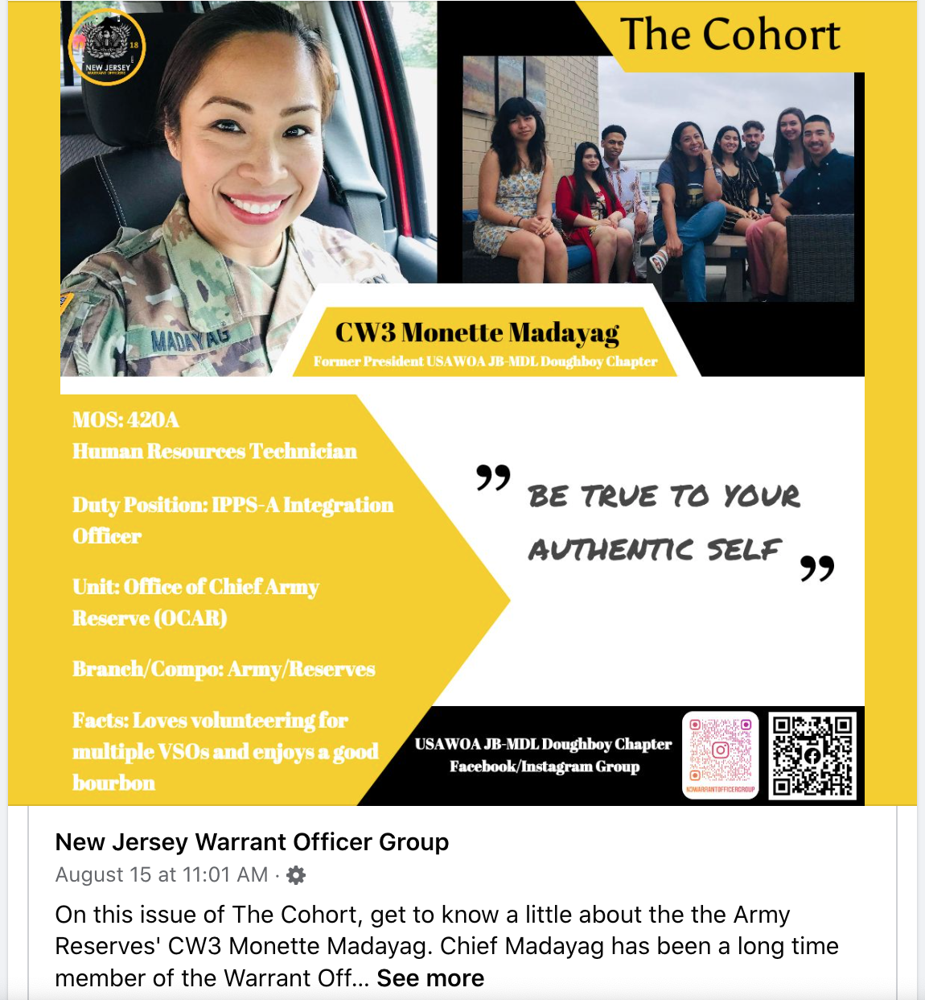 18
NEW JERSEY
WARRANT OFFICERS
The Cohort
MADAYAG
CW3 Monette Madayag
Former President USAWOA JB-MDL Doughboy Chapter
MOS: 420A
Human Resources Technician
Duty Position: IPPS-A Integration
Officer
Unit: Office of Chief Army
Reserve (OCAR)
Branch/Compo: Army/Reserves
Facts: Loves volunteering for
multiple VSOs and enjoys a good
bourbon
” BE TRUE TO YOUR
AUTHENTIC SELF ”
USAWOA JB-MDL Doughboy Chapter
Facebook/Instagram Group
NJWARRANTOFFICERGROUP
New Jersey Warrant Officer Group
August 15 at 11:01 AM ·
On this issue of The Cohort, get to know a little about the the Army
Reserves' CW3 Monette Madayag. Chief Madayag has been a long time
member of the Warrant Off... See more